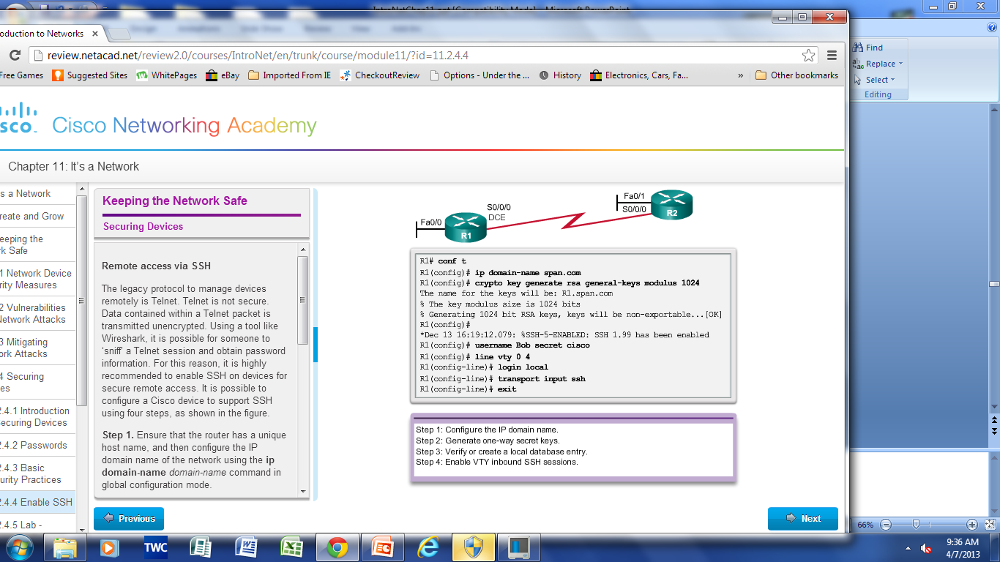 IntroNetChap11.ppt [Compatibility Mode] - Microsoft PowerPoint
oduction to Networks
review.netacad.net/review2.0/courses/IntroNet/en/trunk/course/module11/?id=11.2.4.4
Free Games
Suggested Sites
WhitePages
eBay
Imported From IE
CheckoutReview
Options - Under the ...
History
Electronics, Cars, Fa...
»
Other bookmarks
Find
Replace
Select
Editing
sco.
Cisco Networking Academy
Chapter 11: It's a Network
s a Network
reate and Grow
eeping the
rk Safe
1 Network Device
rity Measures
2 Vulnerabilities
Network Attacks
3 Mitigating
ork Attacks
4 Securing
es
2.4.1 Introduction
ecuring Devices
2.4.2 Passwords
2.4.3 Basic
urity Practices
2.4.4 Enable SSH
2.4.5 Lab -
Keeping the Network Safe
Securing Devices
Remote access via SSH
The legacy protocol to manage devices
remotely is Telnet. Telnet is not secure.
Data contained within a Telnet packet is
transmitted unencrypted. Using a tool like
Wireshark, it is possible for someone to
‘sniff’ a Telnet session and obtain password
information. For this reason, it is highly
recommended to enable SSH on devices for
secure remote access. It is possible to
configure a Cisco device to support SSH
using four steps, as shown in the figure.
Step 1. Ensure that the router has a unique
host name, and then configure the IP
domain name of the network using the ip
domain-name domain-name command in
global configuration mode.
Fa0/0
R1
S0/0/0
DCE
Fa0/1
S0/0/0
R2
R1# conf t
R1(config)# ip domain-name span.com
R1(config)# crypto key generate rsa general-keys modulus 1024
The name for the keys will be: R1.span.com
% The key modulus size is 1024 bits
% Generating 1024 bit RSA keys, keys will be non-exportable...[OK]
R1(config)#
*Dec 13 16:19:12.079: %SSH-5-ENABLED: SSH 1.99 has been enabled
R1(config)# username Bob secret cisco
R1(config)# line vty 0 4
R1(config-line)# login local
R1(config-line)# transport input ssh
R1(config-line)# exit
Step 1: Configure the IP domain name.
Step 2: Generate one-way secret keys.
Step 3: Verify or create a local database entry.
Step 4: Enable VTY inbound SSH sessions.
Previous
Next
66%
TWC
9:36 AM
4/7/2013